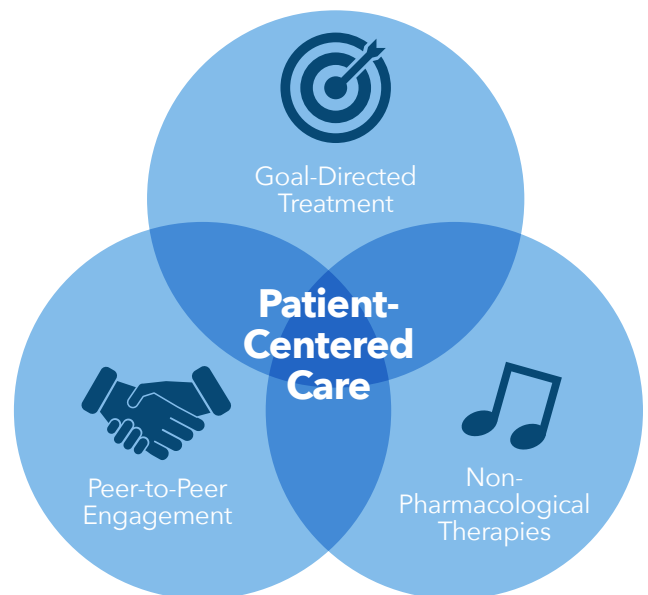 Goal-Directed
Treatment
Patient-
Centered
Care
Peer-to-Peer
Engagement
Non-
Pharmacological
Therapies